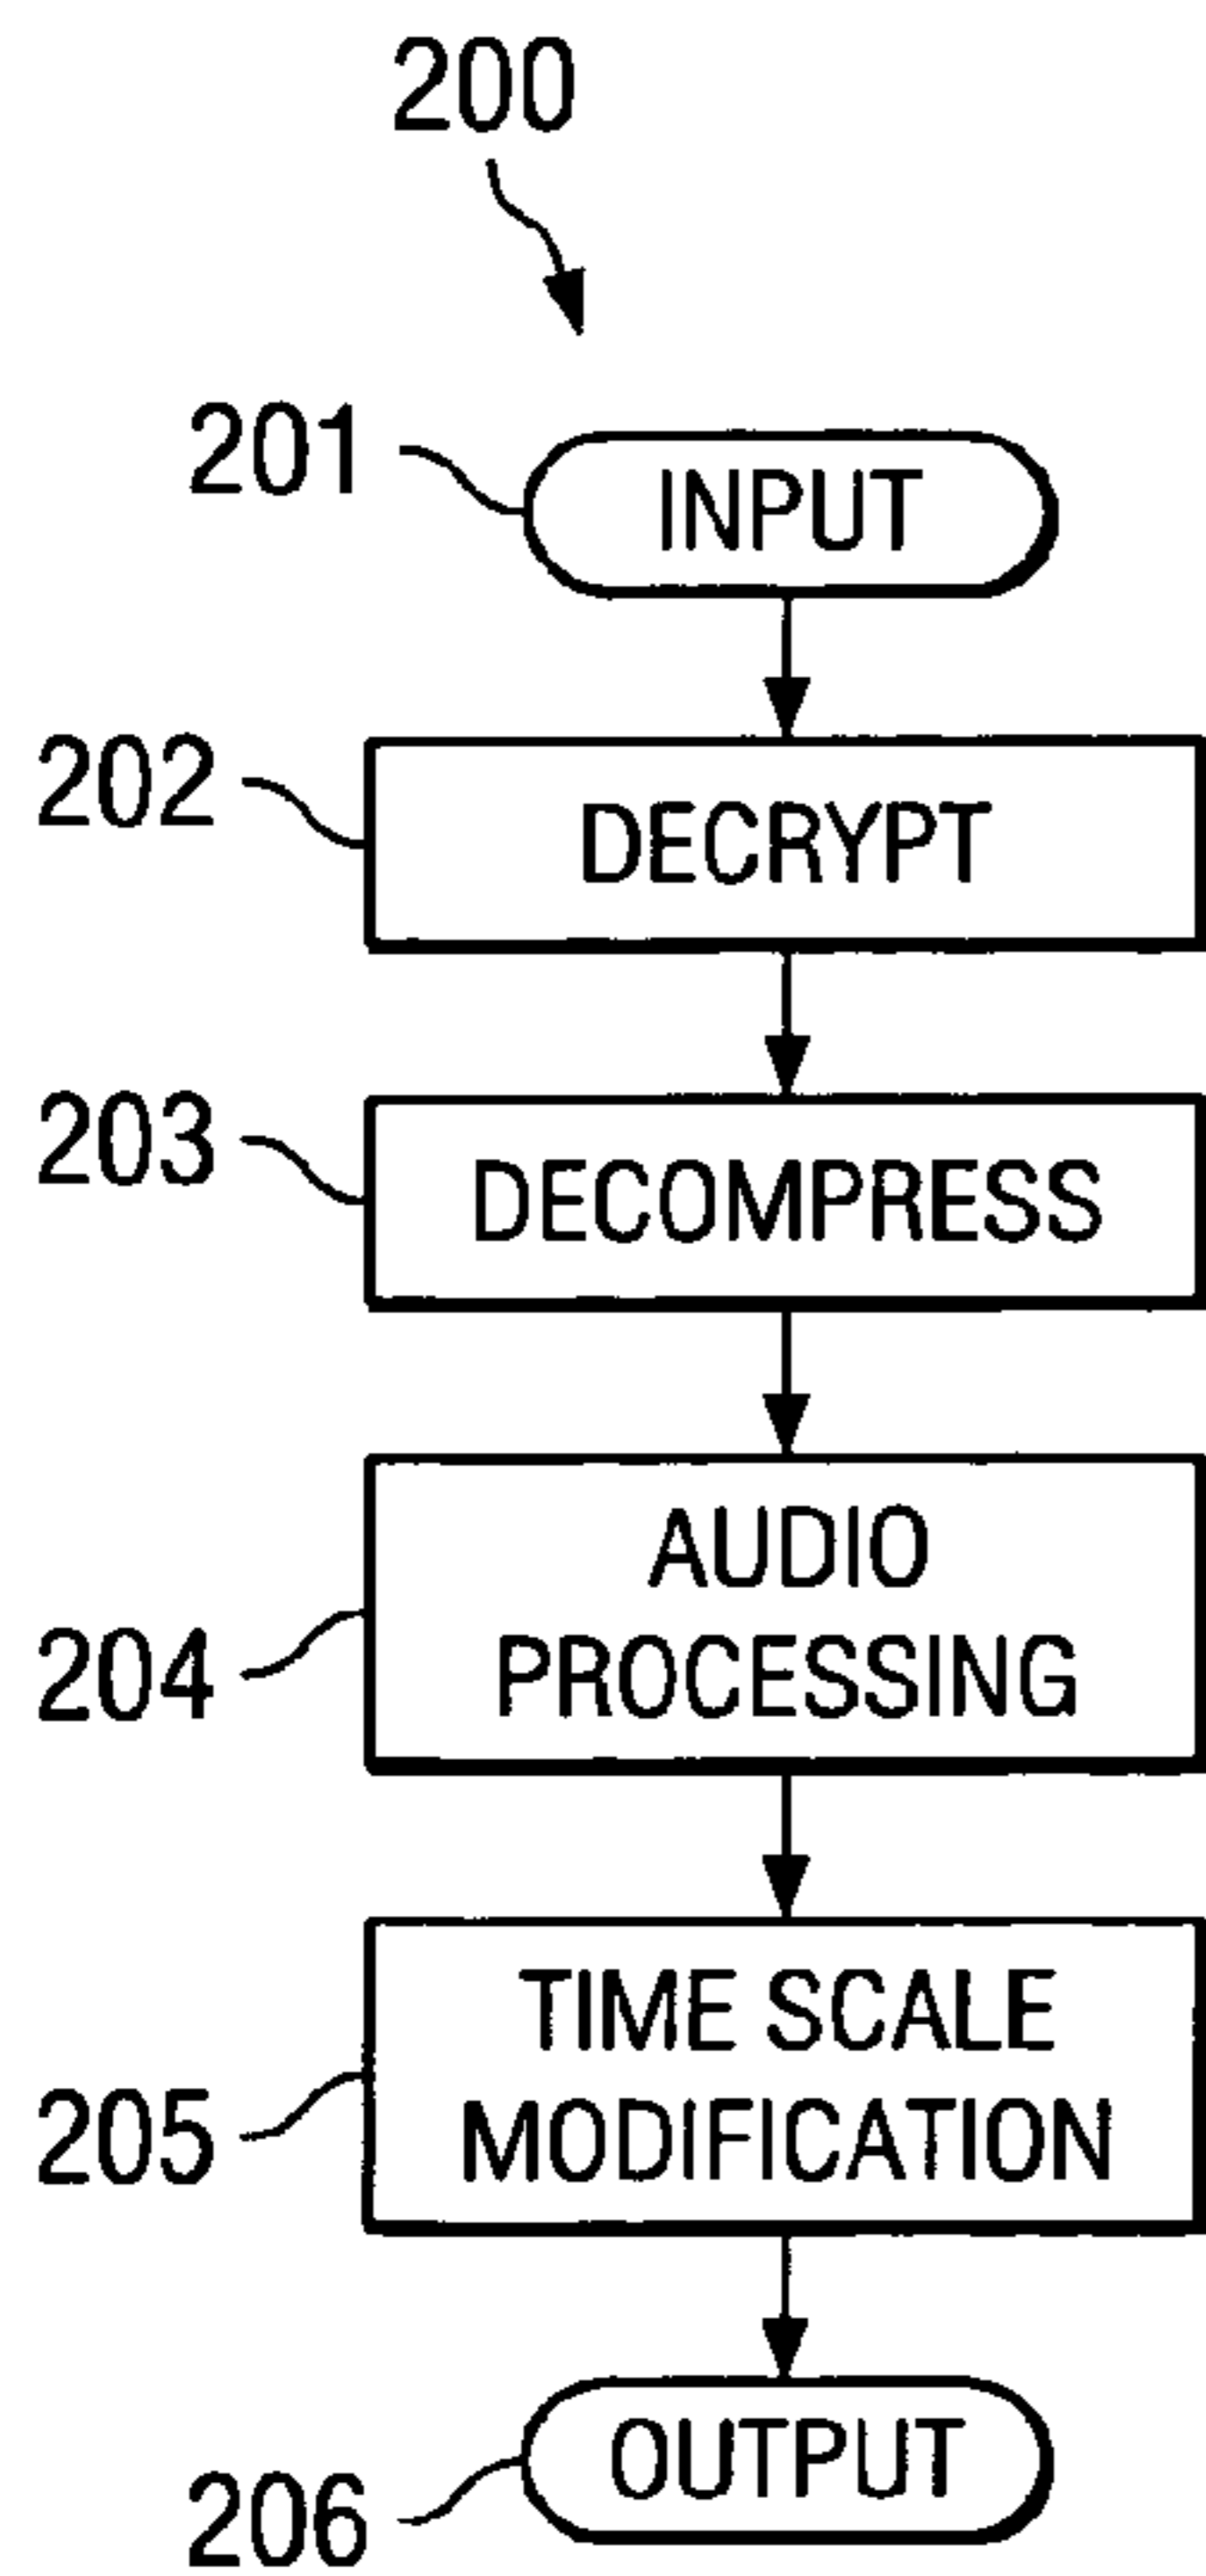 200
201
INPUT
202
DECRYPT
203
DECOMPRESS
204
AUDIO
PROCESSING
205
TIME SCALE
MODIFICATION
206
OUTPUT